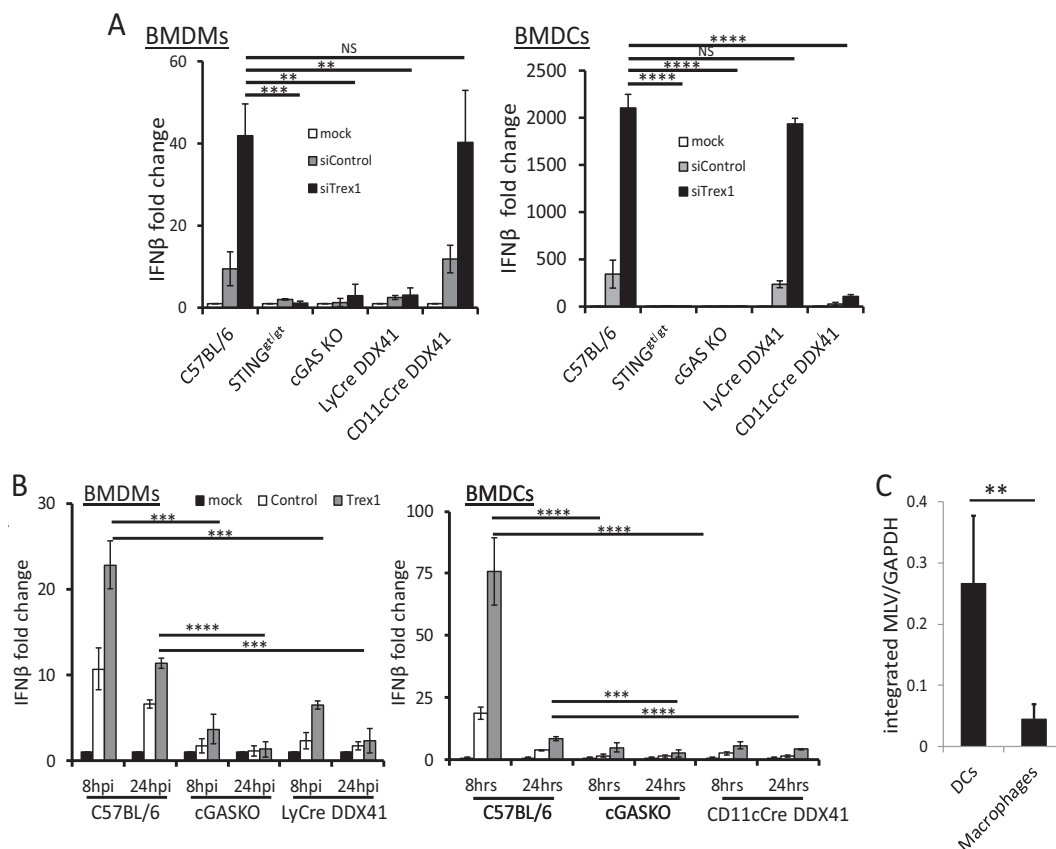 A
BMDMs
NS
**
**
***
60
40
20
0
IFNβ fold change
mock
siControl
siTrex1
C57BL/6
STINGgt/gt
cGAS KO
LyCre DDX41
CD11cCre DDX41
BMDCs
****
NS
****
****
2500
2000
1500
1000
500
0
IFNβ fold change
mock
siControl
siTrex1
C57BL/6
STINGgt/gt
cGAS KO
LyCre DDX41
CD11cCre DDX41
B
BMDMs
mock Control Trex1
***
***
****
***
30
20
10
0
IFNβ fold change
8hpi 24hpi 8hpi 24hpi 8hpi 24hpi
C57BL/6 cGASKO LyCre DDX41
BMDCs
****
****
***
****
100
75
50
25
0
IFNβ fold change
8hrs 24hrs 8hrs 24hrs 8hrs 24hrs
C57BL/6 cGASKO CD11cCre DDX41
C
**
0.4
0.3
0.2
0.1
0
integrated MLV/GAPDH
DCs
Macrophages